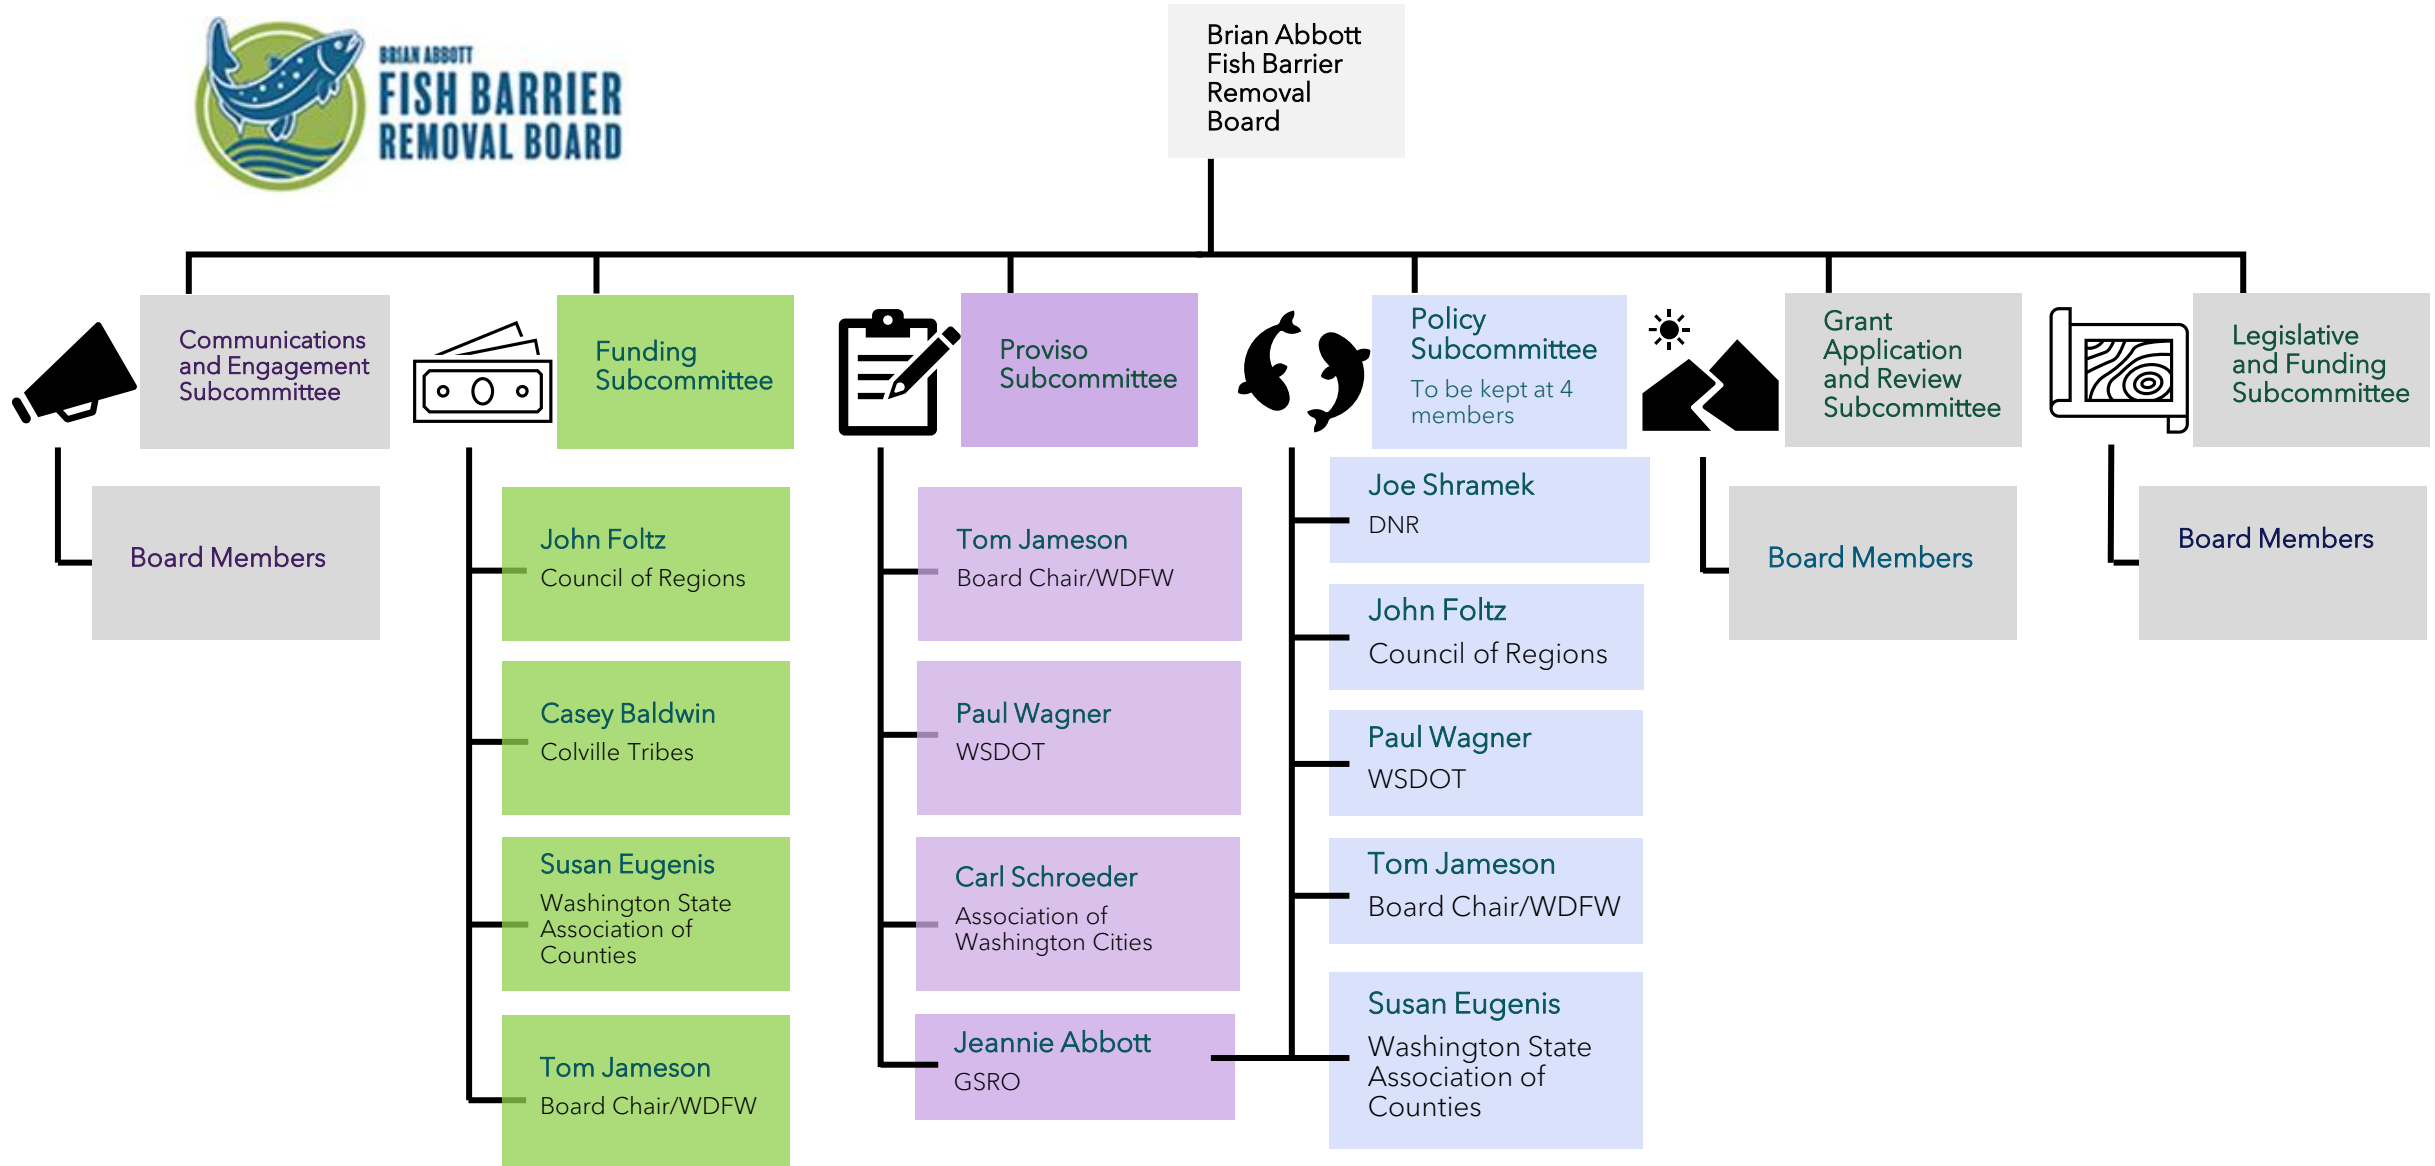 BRIAN ABBOTT
FISH BARRIER
REMOVAL BOARD
Brian Abbott
Fish Barrier
Removal
Board
Communications
and Engagement
Subcommittee
Board Members
Funding
Subcommittee
John Foltz
Council of Regions
Casey Baldwin
Colville Tribes
Susan Eugenis
Washington State
Association of
Counties
Tom Jameson
Board Chair/WDFW
Proviso
Subcommittee
Tom Jameson
Board Chair/WDFW
Paul Wagner
WSDOT
Carl Schroeder
Association of
Washington Cities
Jeannie Abbott
GSRO
Policy
Subcommittee
To be kept at 4
members
Joe Shramek
DNR
John Foltz
Council of Regions
Paul Wagner
WSDOT
Tom Jameson
Board Chair/WDFW
Susan Eugenis
Washington State
Association of
Counties
Grant
Application
and Review
Subcommittee
Board Members
Legislative
and Funding
Subcommittee
Board Members